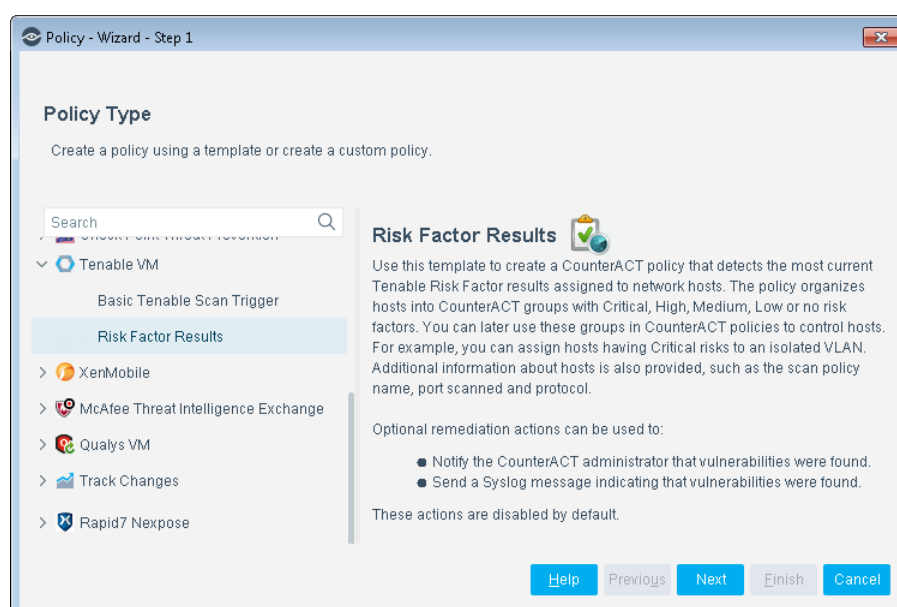 Policy - Wizard - Step 1
Policy Type
Create a policy using a template or create a custom policy.
Search
Check Point Threat Prevention
Tenable VM
Basic Tenable Scan Trigger
Risk Factor Results
XenMobile
McAfee Threat Intelligence Exchange
Qualys VM
Track Changes
Rapid7 Nexpose
Risk Factor Results
Use this template to create a CounterACT policy that detects the most current
Tenable Risk Factor results assigned to network hosts. The policy organizes
hosts into CounterACT groups with Critical, High, Medium, Low or no risk
factors. You can later use these groups in CounterACT policies to control hosts.
For example, you can assign hosts having Critical risks to an isolated VLAN.
Additional information about hosts is also provided, such as the scan policy
name, port scanned and protocol.
Optional remediation actions can be used to:
● Notify the CounterACT administrator that vulnerabilities were found.
● Send a Syslog message indicating that vulnerabilities were found.
These actions are disabled by default.
Help Previous Next Finish Cancel